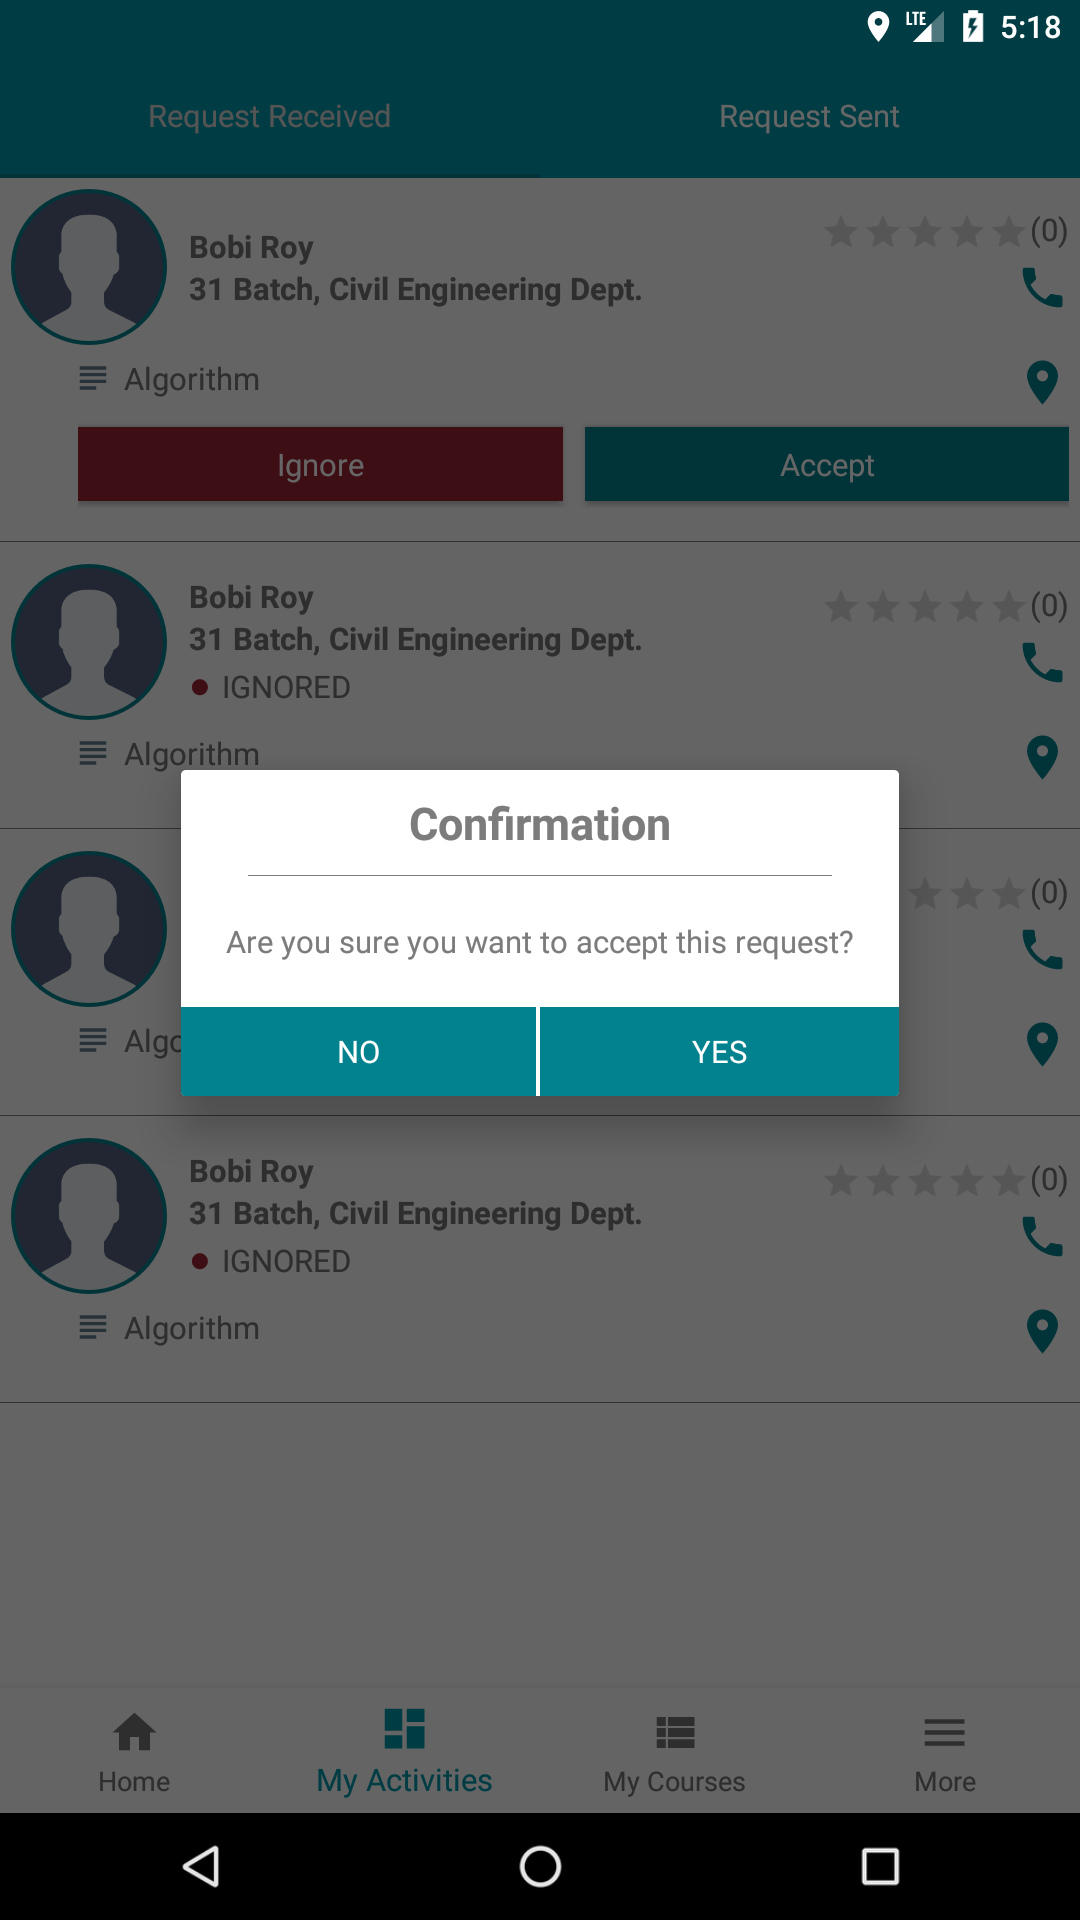 LTE 5:18
Request Received Request Sent
Bobi Roy (0)
31 Batch, Civil Engineering Dept.
Algorithm
Ignore Accept
Bobi Roy (0)
31 Batch, Civil Engineering Dept.
IGNORED
Algorithm
Confirmation
(0)
Are you sure you want to accept this request?
Algo
NO YES
Bobi Roy (0)
31 Batch, Civil Engineering Dept.
IGNORED
Algorithm
Home My Activities My Courses More